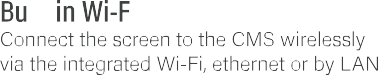 Bu in Wi-F
Connect the screen to the CMS wirelessly
via the integrated Wi-Fi, ethernet or by LAN